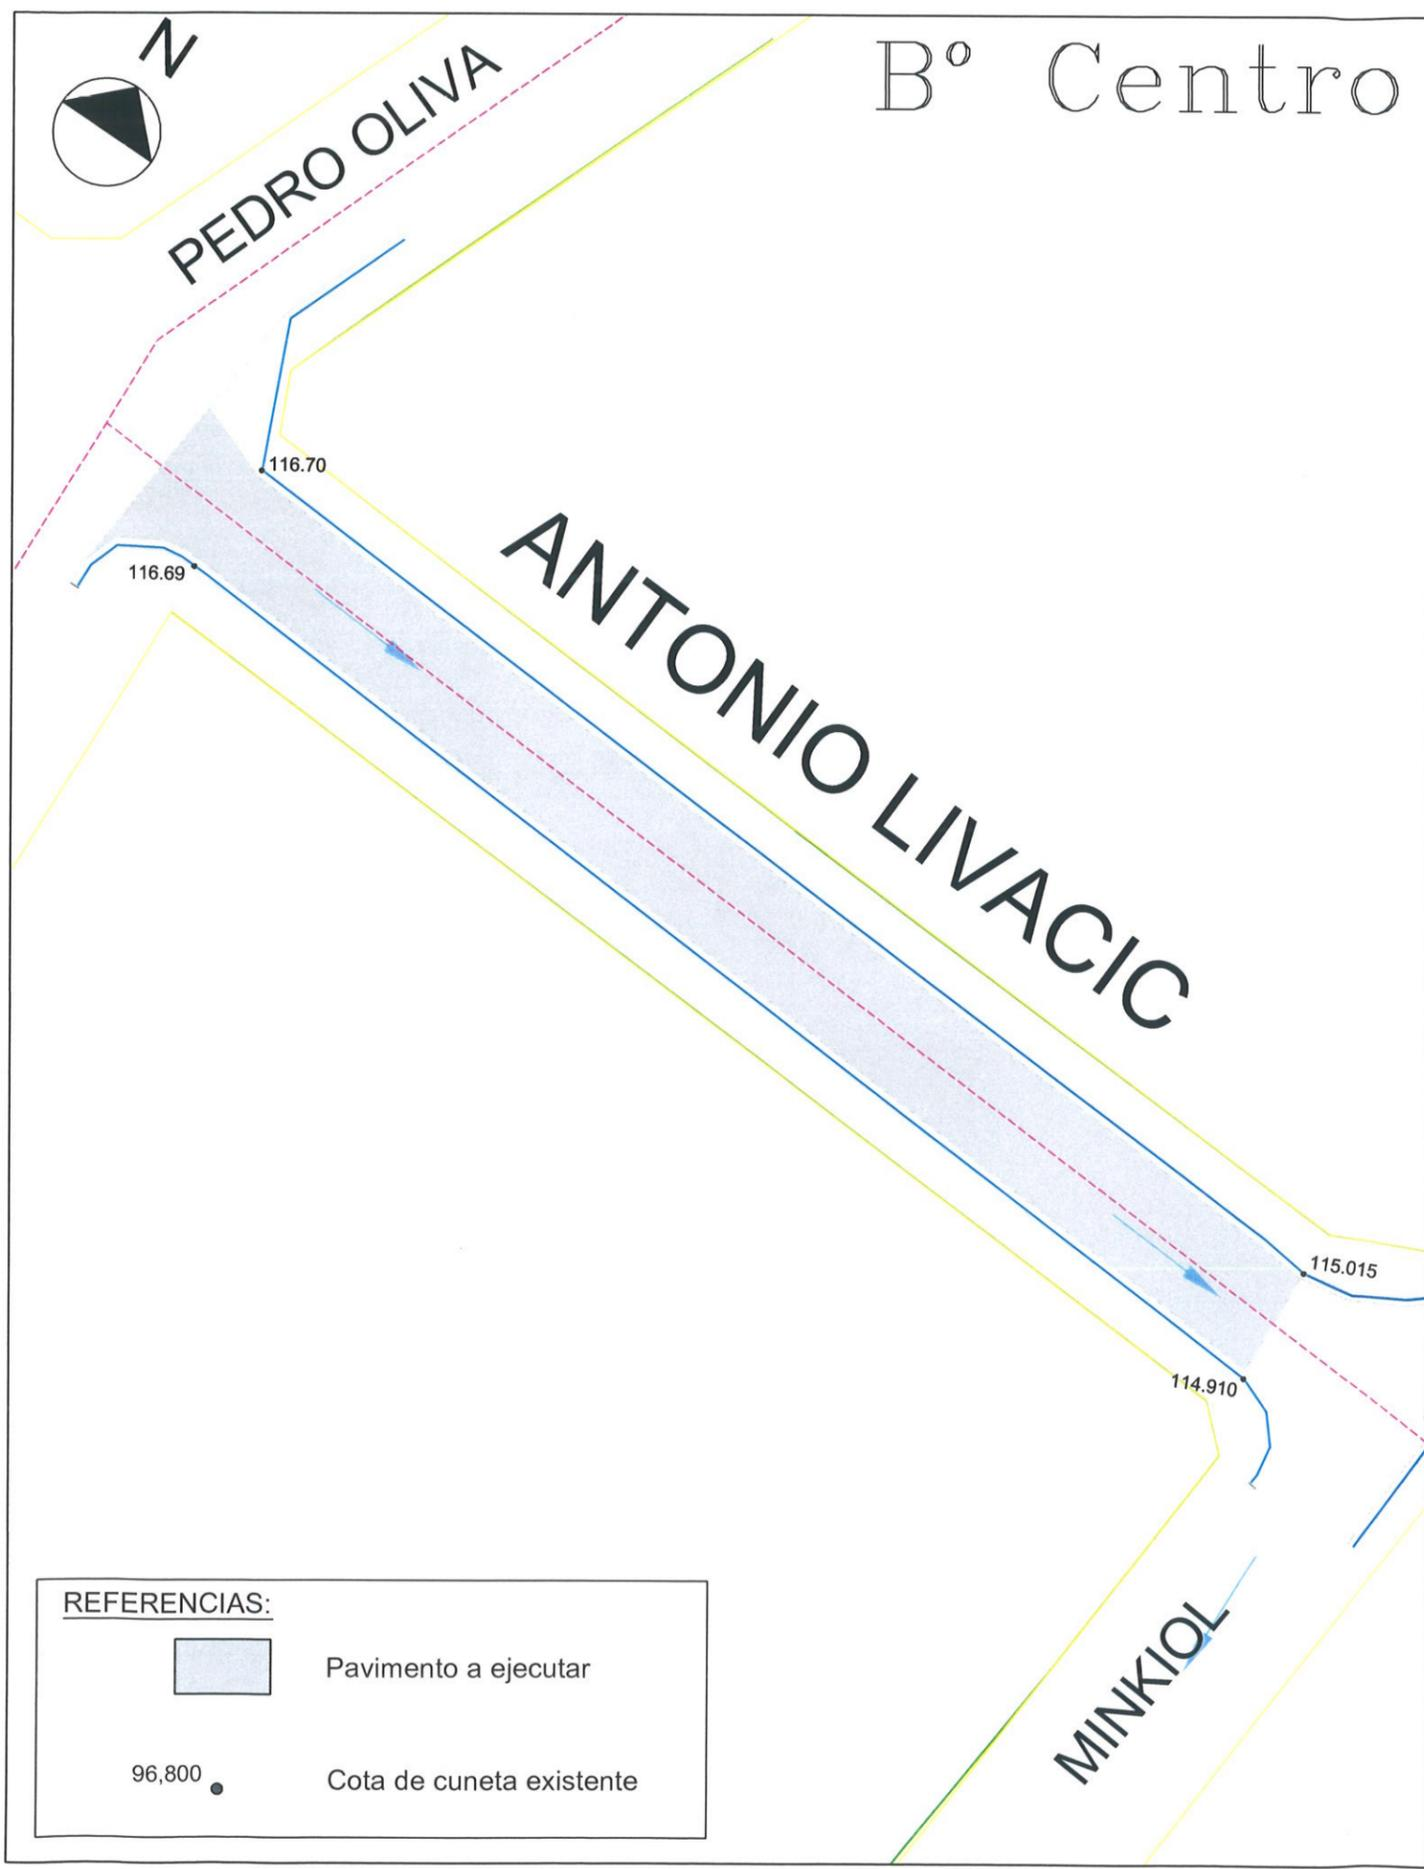 N
B° Centro
PEDRO OLIVA
116.70
116.69
ANTONIO LIVACIC
115.015
114.910
MINKIOL
REFERENCIAS:
Pavimento a ejecutar
96,800
Cota de cuneta existente